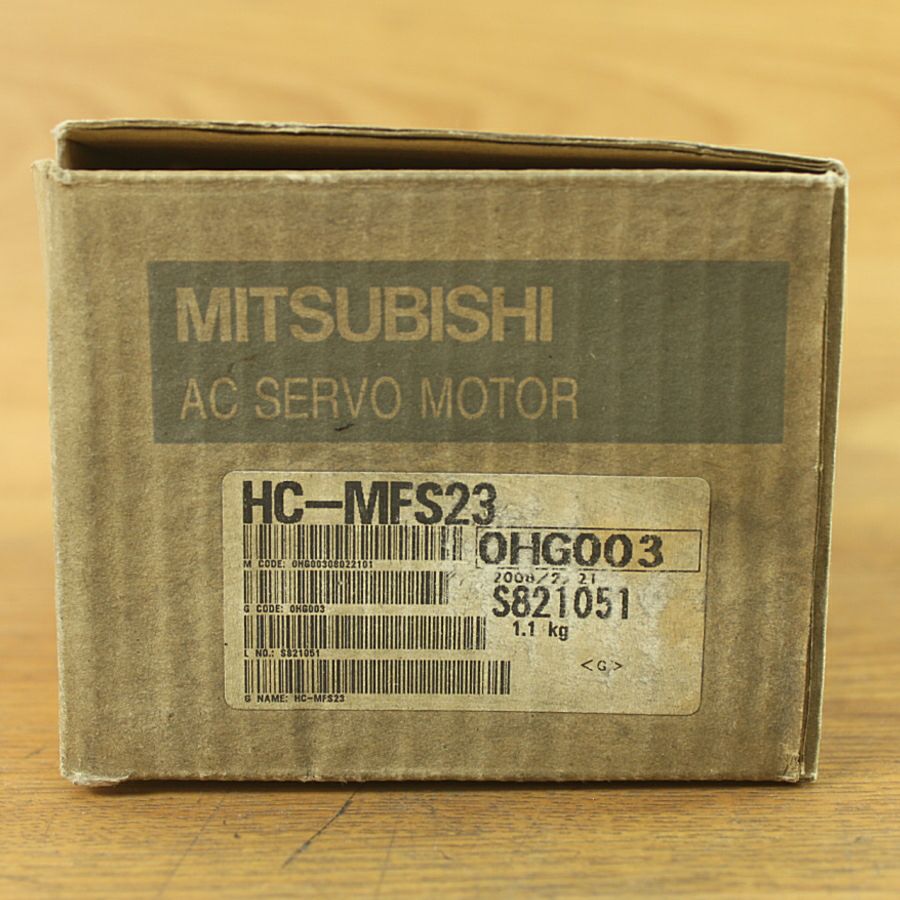 MITSUBISHI
AC SERVO MOTOR
HC-MFS23
0HG003
M CODE: 0HG00308022101
2008/2/21
G CODE: 0HG003
S821051
1.1 kg
L NO.: S821051
<G>
G NAME: HC-MFS23